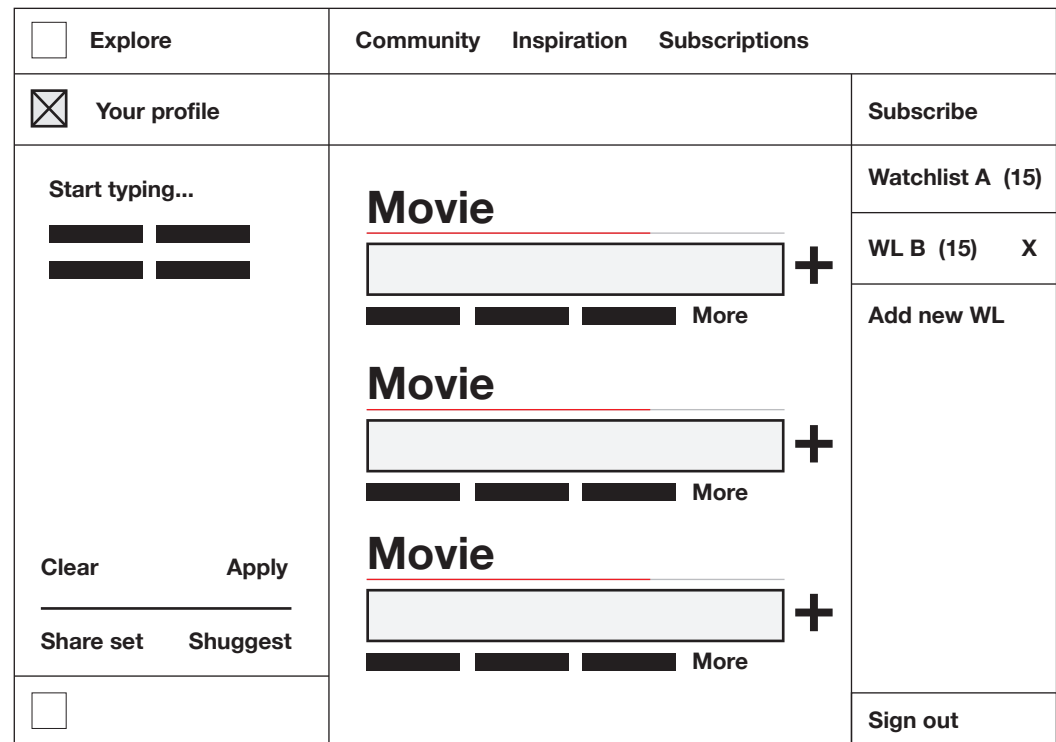 Explore
Community Inspiration Subscriptions
Your profile
Subscribe
Start typing...
Clear Apply
Share set Shuggest
Movie
More
Movie
More
Movie
More
Watchlist A (15)
WL B (15) X
Add new WL
Sign out